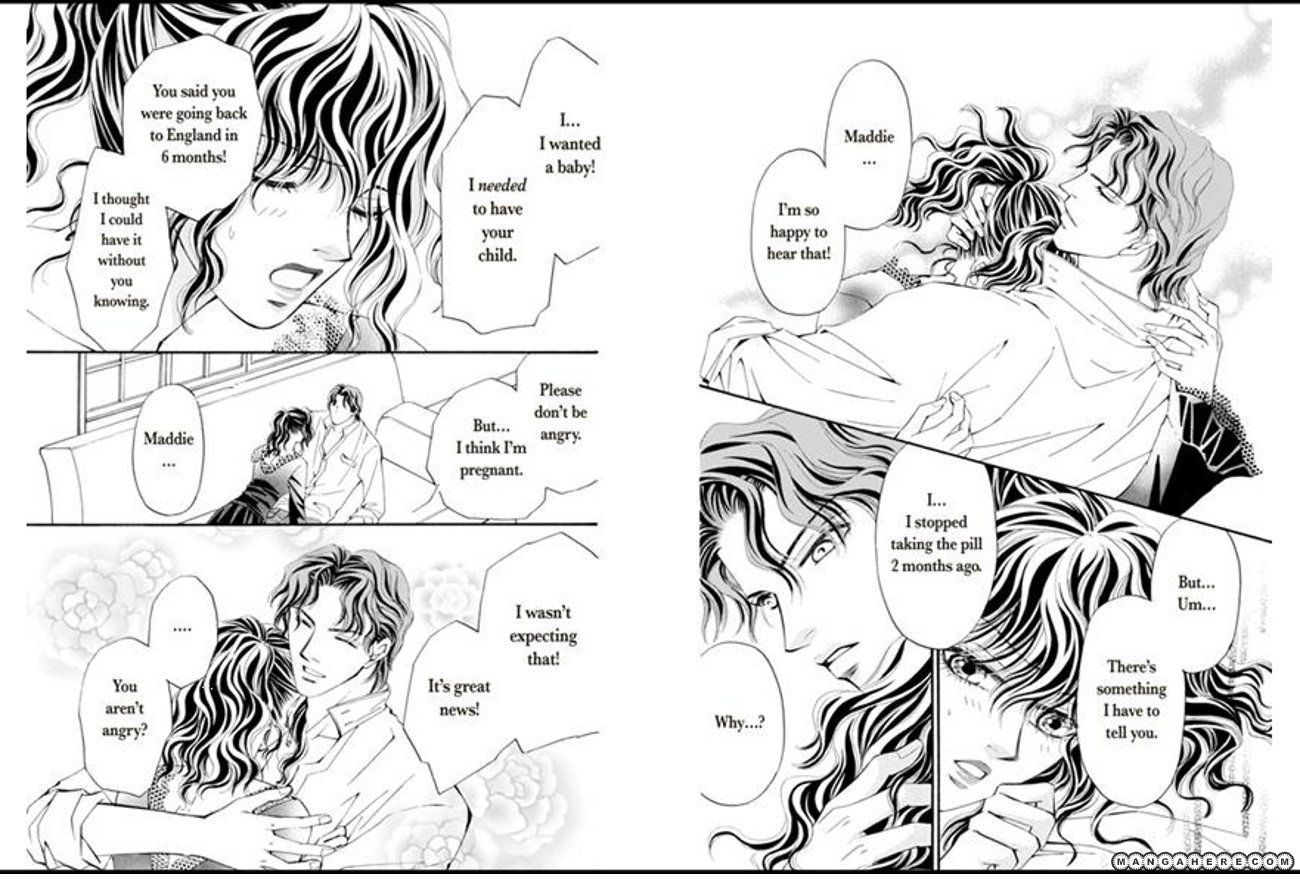 Maddie
...
I'm so
happy to
hear that!
But...
Um...
There's
something
I have to
tell you.
I...
I stopped
taking the pill
2 months ago.
Why...?
I...
I wanted
a baby!
I needed
to have
your
child.
You said you
were going back
to England in
6 months!
I thought
I could
have it
without
you
knowing.
Please
don't be
angry.
But...
I think I'm
pregnant.
Maddie
...
I wasn't
expecting
that!
It's great
news!
....
You
aren't
angry?
MANGAHERE.COM